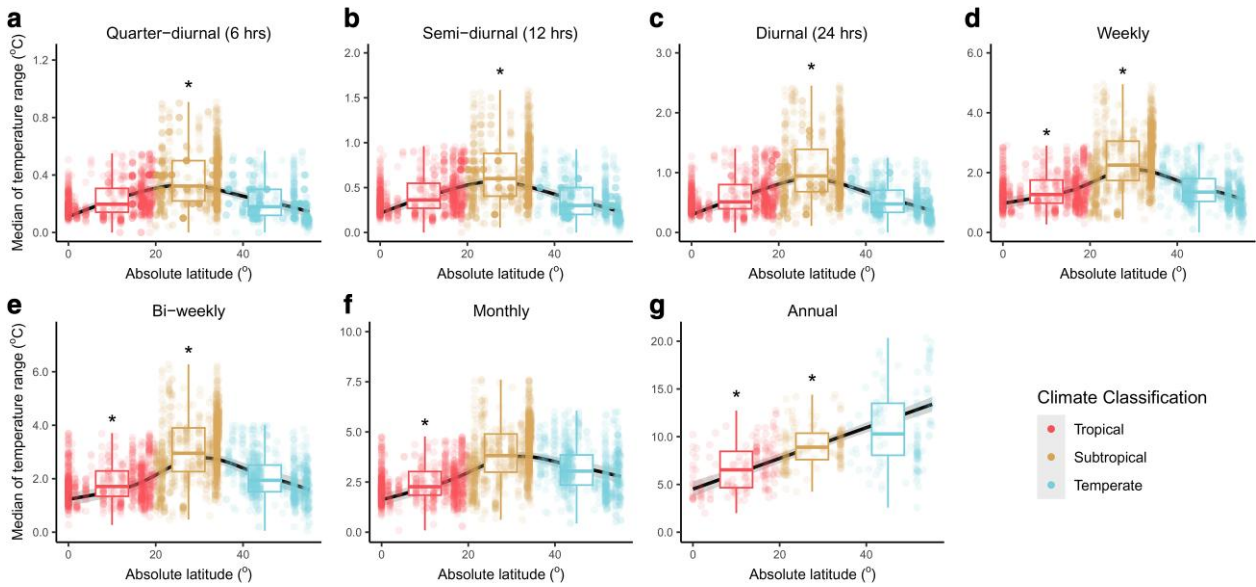 a
Quarter-diurnal (6 hrs)
Median of temperature range (°C)
1.2
0.8
0.4
0.0
0
20
40
Absolute latitude (°)
*
b
Semi-diurnal (12 hrs)
2.0
1.5
1.0
0.5
0.0
0
20
40
Absolute latitude (°)
*
c
Diurnal (24 hrs)
3.0
2.0
1.0
0.0
0
20
40
Absolute latitude (°)
*
d
Weekly
6.0
4.0
2.0
0.0
0
20
40
Absolute latitude (°)
*
*
e
Bi-weekly
Median of temperature range (°C)
6.0
4.0
2.0
0.0
0
20
40
Absolute latitude (°)
*
*
f
Monthly
10.0
7.5
5.0
2.5
0.0
0
20
40
Absolute latitude (°)
*
g
Annual
20.0
15.0
10.0
5.0
0.0
0
20
40
Absolute latitude (°)
*
*
Climate Classification
Tropical
Subtropical
Temperate